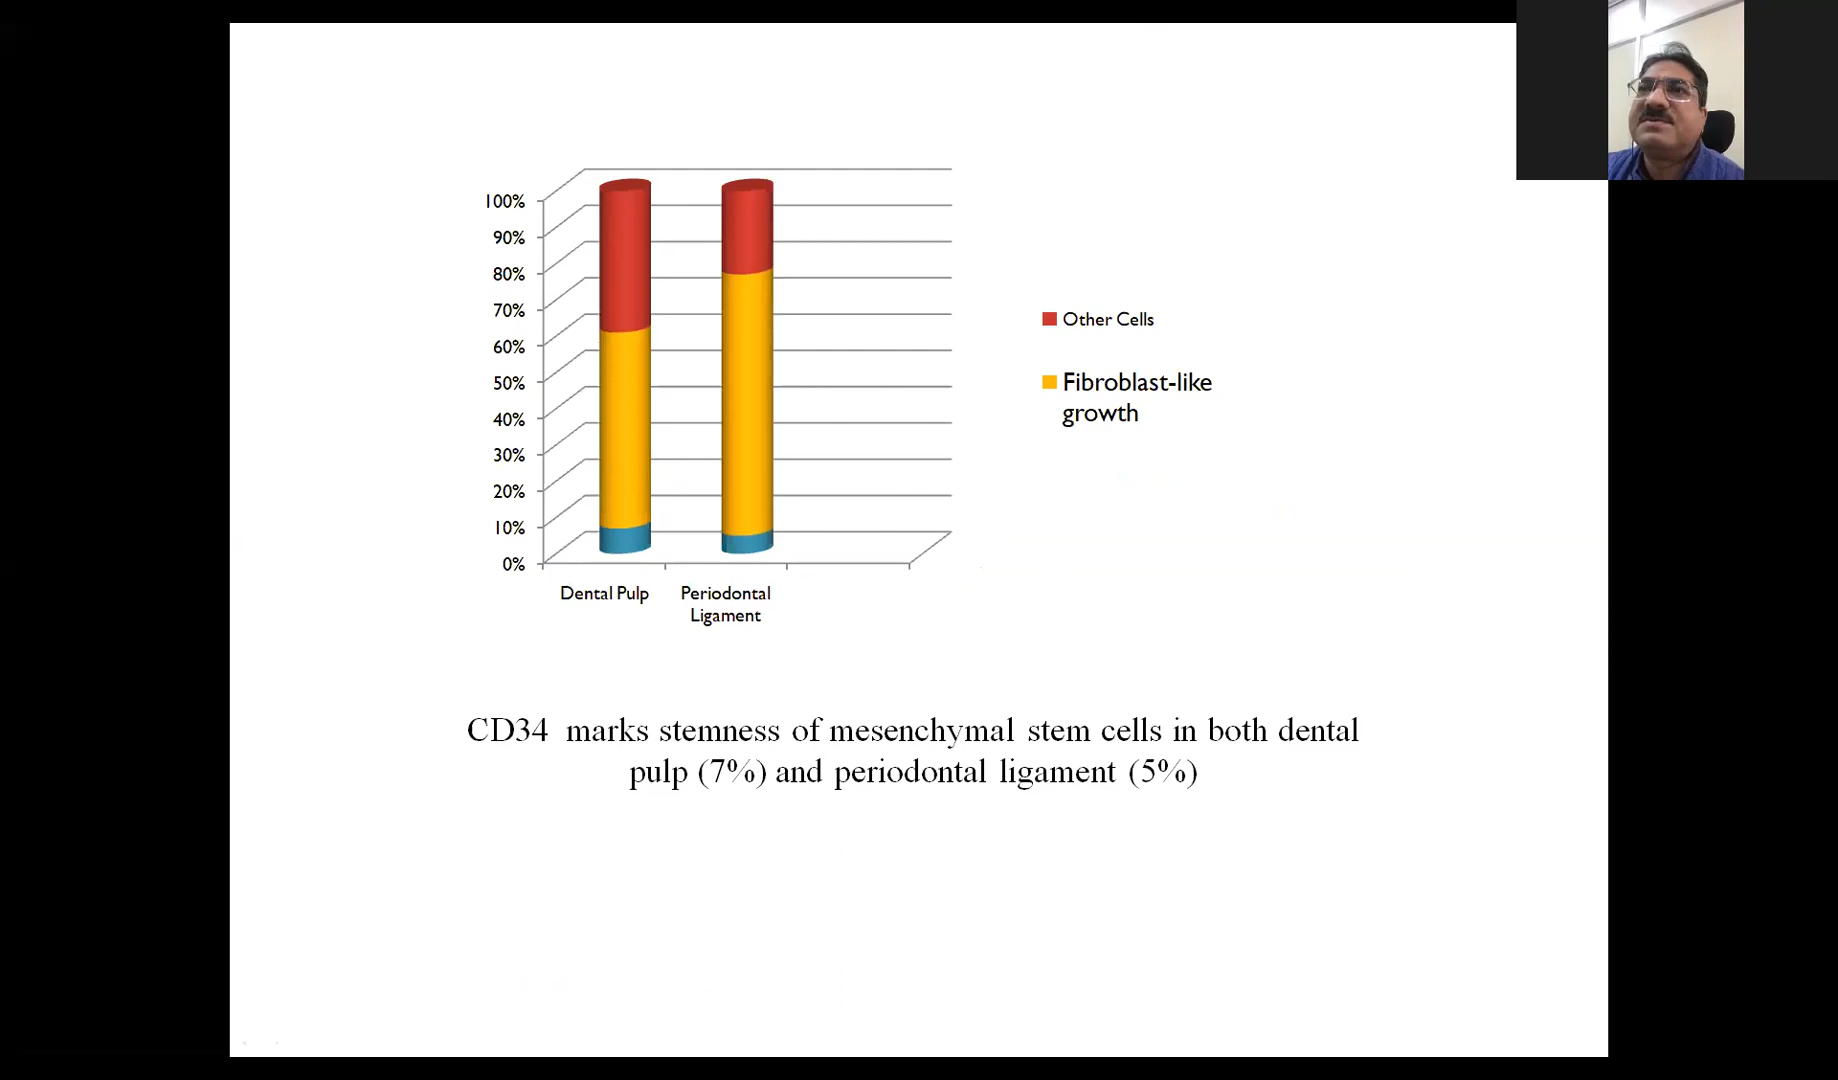 100%
90%
80%
70%
60%
50%
40%
30%
20%
10%
0%
Dental Pulp
Periodontal
Ligament
Other Cells
Fibroblast-like
growth
CD34 marks stemness of mesenchymal stem cells in both dental
pulp (7%) and periodontal ligament (5%)